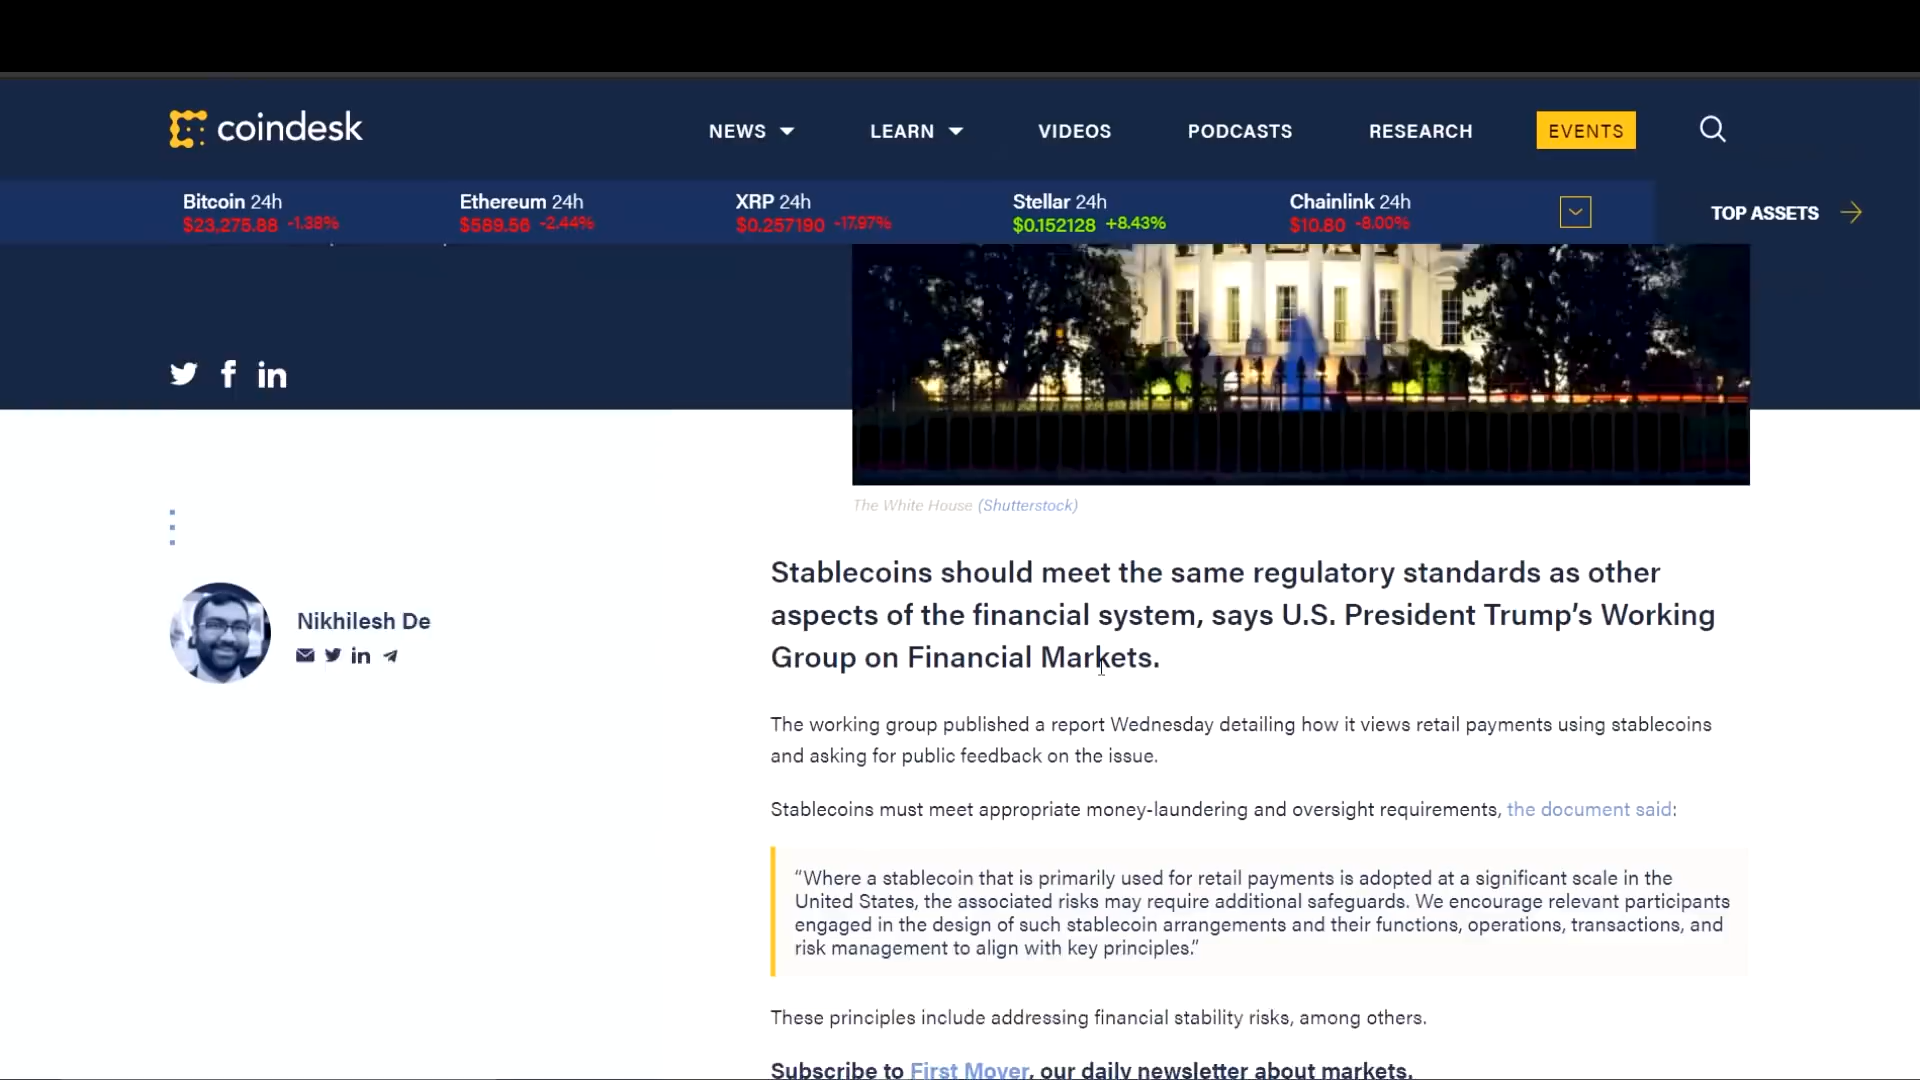 coindesk
NEWS LEARN VIDEOS PODCASTS RESEARCH EVENTS
Bitcoin 24h Ethereum 24h XRP 24h Stellar 24h Chainlink 24h
$23,275.88 -1.38% $589.56 -2.44% $0.257190 -17.97% $0.152128 +8.43% $10.80 -8.00%
TOP ASSETS
The White House (Shutterstock)
Nikhilesh De
Stablecoins should meet the same regulatory standards as other
aspects of the financial system, says U.S. President Trump’s Working
Group on Financial Markets.
The working group published a report Wednesday detailing how it views retail payments using stablecoins
and asking for public feedback on the issue.
Stablecoins must meet appropriate money-laundering and oversight requirements, the document said:
“Where a stablecoin that is primarily used for retail payments is adopted at a significant scale in the
United States, the associated risks may require additional safeguards. We encourage relevant participants
engaged in the design of such stablecoin arrangements and their functions, operations, transactions, and
risk management to align with key principles.”
These principles include addressing financial stability risks, among others.
Subscribe to First Mover, our daily newsletter about markets.